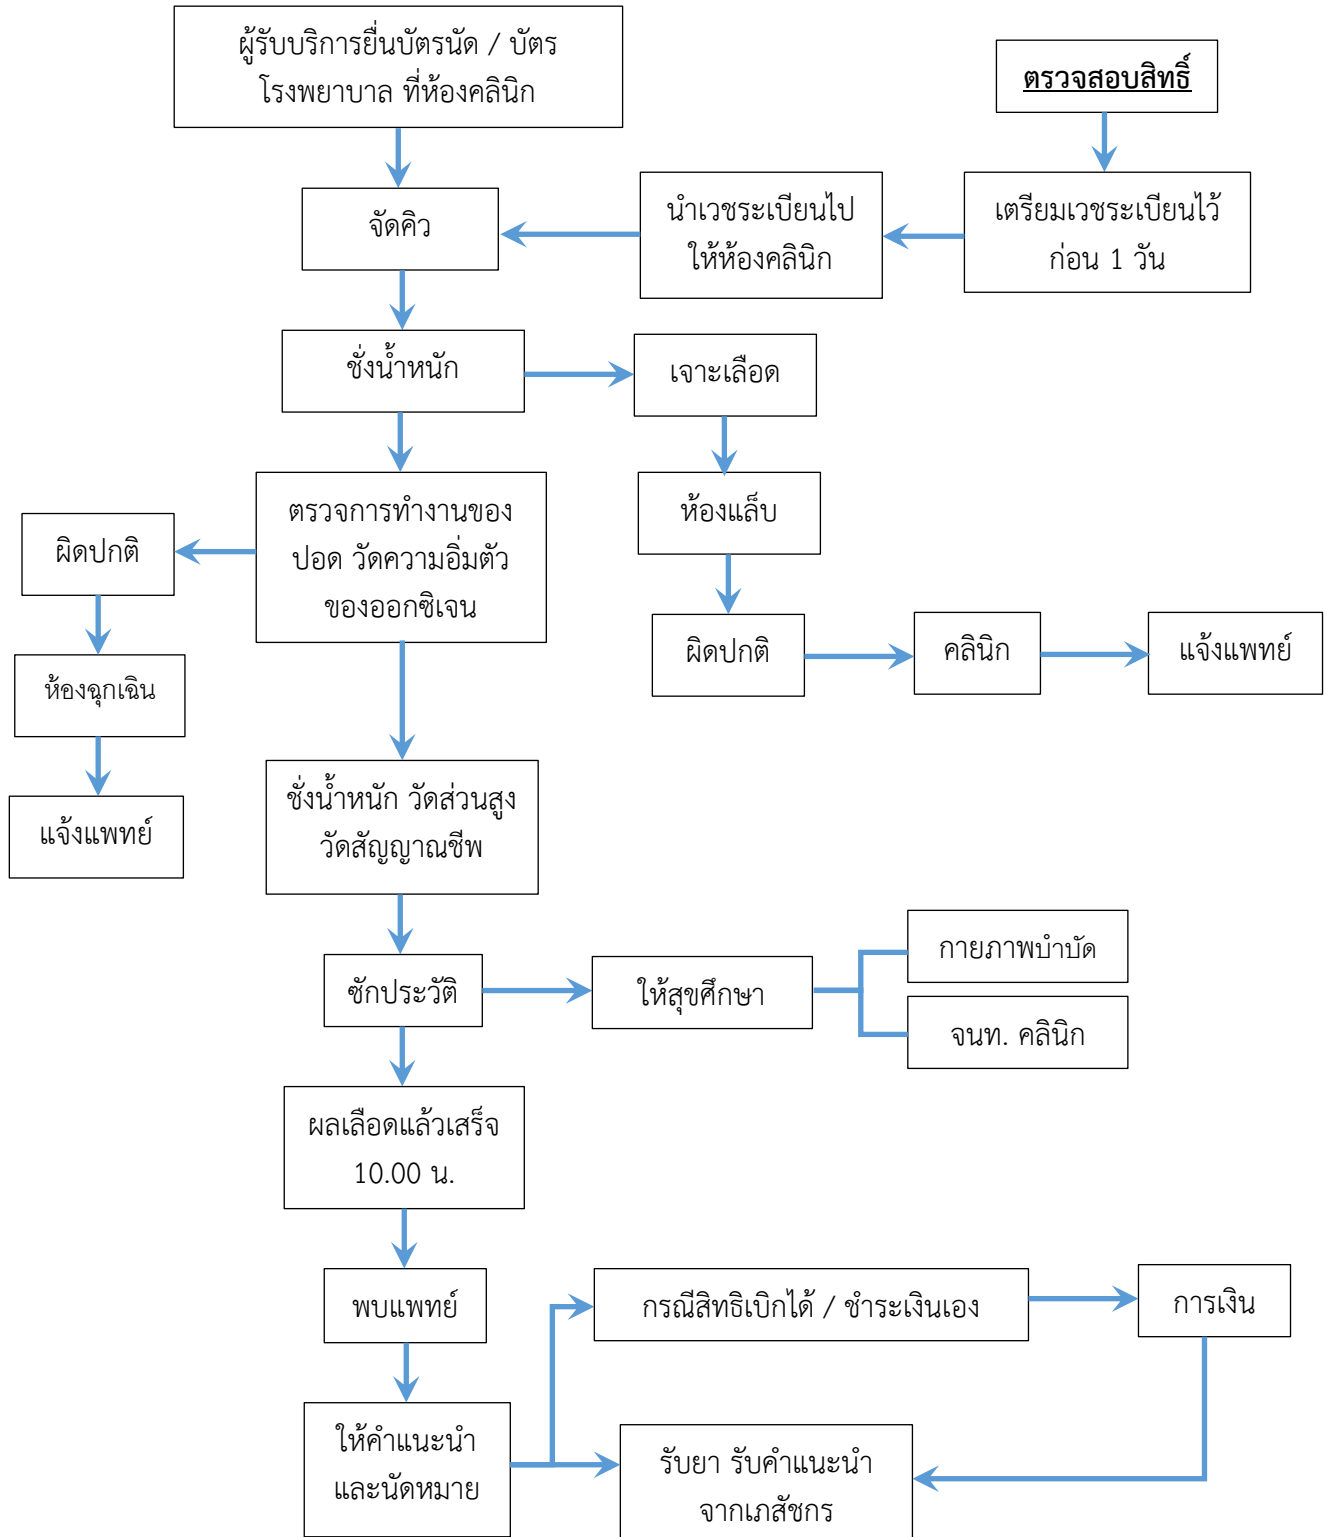 ผู้รับบริการยื่นบัตรนัด / บัตร
โรงพยาบาล ที่ห้องคลินิก
ตรวจสอบสิทธิ์
จัดคิว
นำเวชระเบียนไป
ให้ห้องคลินิก
เตรียมเวชระเบียนไว้
ก่อน 1 วัน
ชั่งน้ำหนัก
เจาะเลือด
ตรวจการทำงานของ
ปอด วัดความอิ่มตัว
ของออกซิเจน
ผิดปกติ
ห้องแล็บ
ห้องฉุกเฉิน
ผิดปกติ
คลินิก
แจ้งแพทย์
แจ้งแพทย์
ชั่งน้ำหนัก วัดส่วนสูง
วัดสัญญาณชีพ
ซักประวัติ
ให้สุขศึกษา
กายภาพบำบัด
จนท. คลินิก
ผลเลือดแล้วเสร็จ
10.00 น.
พบแพทย์
กรณีสิทธิเบิกได้ / ชำระเงินเอง
การเงิน
ให้คำแนะนำ
และนัดหมาย
รับยา รับคำแนะนำ
จากเภสัชกร